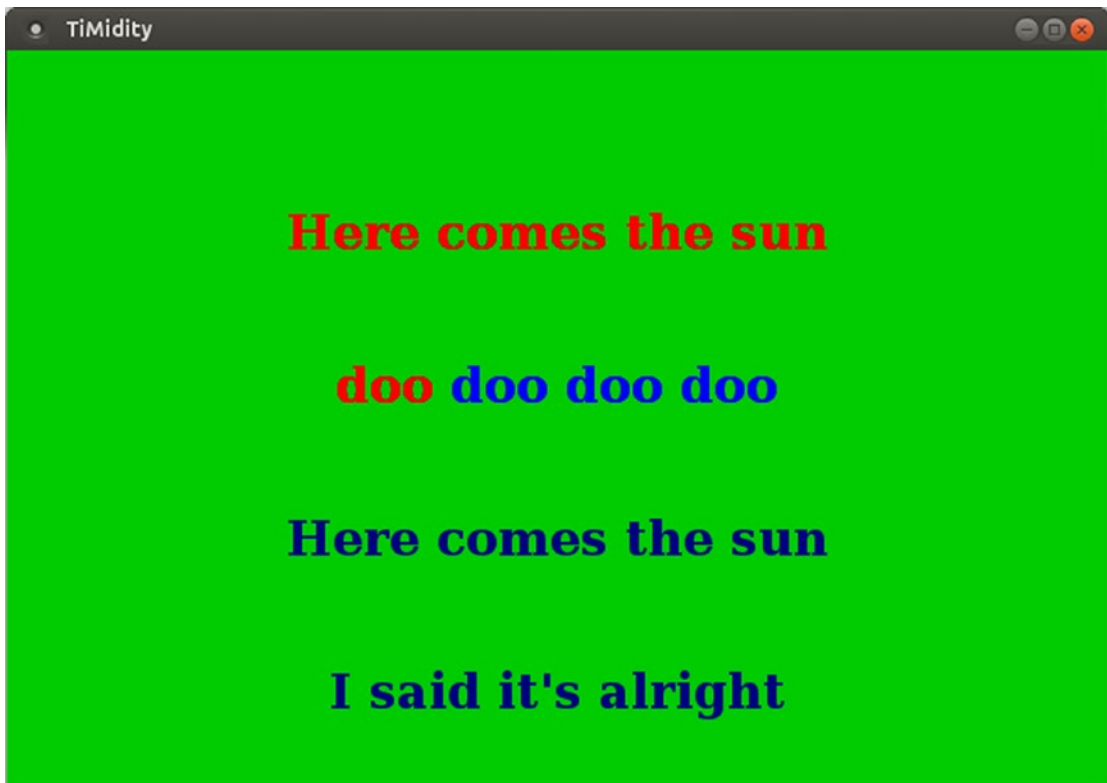 TiMidity
Here comes the sun
doo doo doo doo
Here comes the sun
I said it's alright